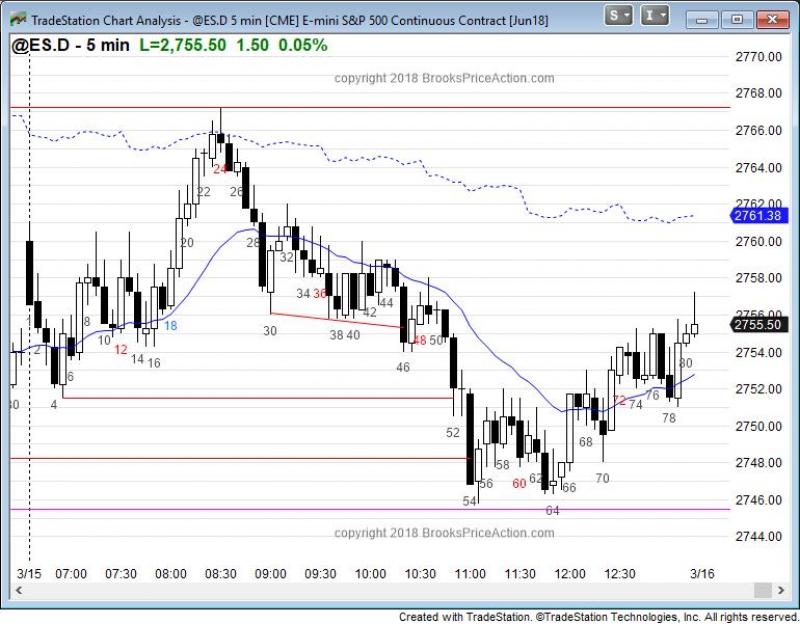 TradeStation Chart Analysis - @ES.D 5 min [CME] E-mini S&P 500 Continuous Contract [Jun18]
S I
@ES.D - 5 min L=2,755.50 1.50 0.05%
copyright 2018 BrooksPriceAction.com
2770.00
2768.00
2766.00
2764.00
2762.00
2761.38
2760.00
2758.00
2756.00
2755.50
2754.00
2752.00
2750.00
2748.00
2746.00
2744.00
24
22 26
20 28
32
34 36
30
38 40 42 44
46 48 50
2 4 6 8 10 12 14 16 18
52
54 56 58 60 62
64 66 68 70
72 74 76 78 80
copyright 2018 BrooksPriceAction.com
3/15 07:00 07:30 08:00 08:30 09:00 09:30 10:00 10:30 11:00 11:30 12:00 12:30 3/16
Created with TradeStation. ©TradeStation Technologies, Inc. All rights reserved.